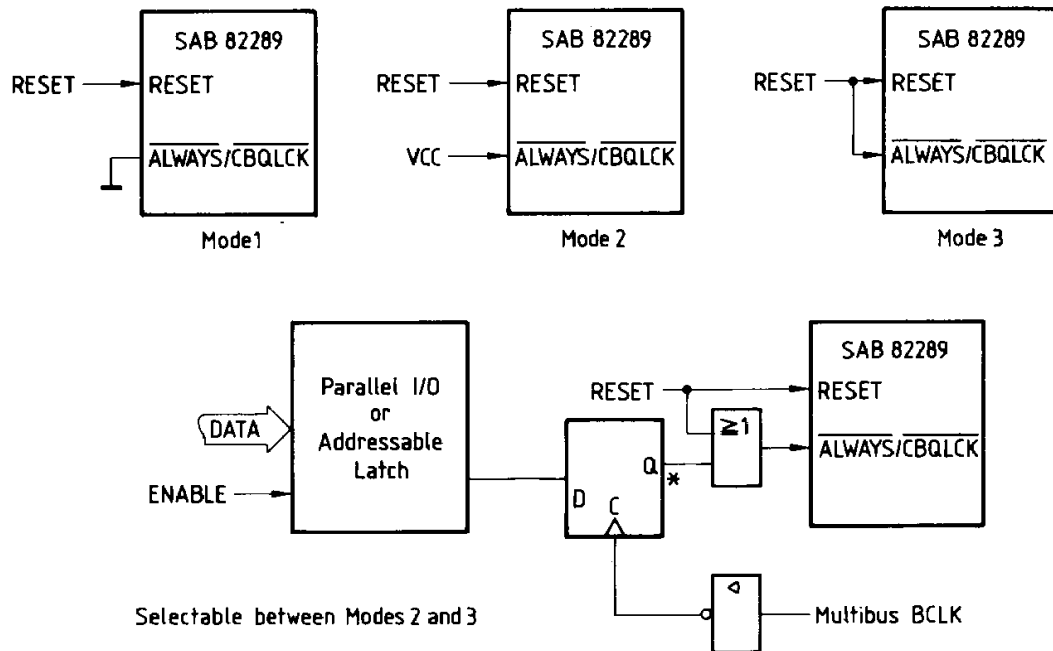 SAB 82289
RESET
RESET
ALWAYS/CBQLCK
Mode1
SAB 82289
RESET
RESET
VCC
ALWAYS/CBQLCK
Mode 2
SAB 82289
RESET
RESET
ALWAYS/CBQLCK
Mode 3
DATA
ENABLE
Parallel I/O
or
Addressable
Latch
D
C
Q
*
RESET
≧1
SAB 82289
RESET
ALWAYS/CBQLCK
Multibus BCLK
Selectable between Modes 2 and 3